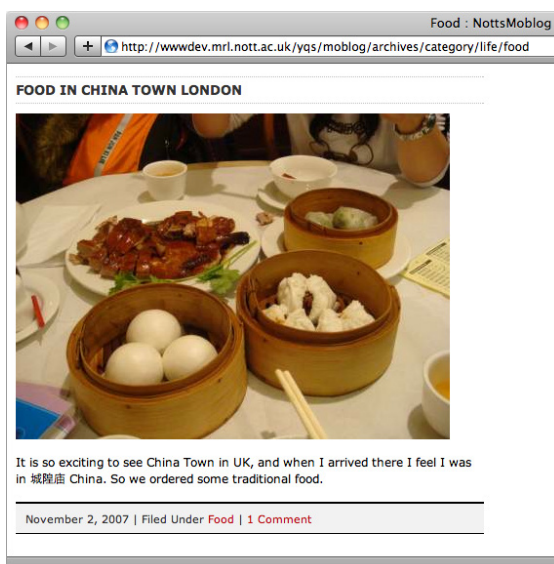 Food : NottsMoblog
http://wwwdev.mrl.nott.ac.uk/yqs/moblog/archives/category/life/food
FOOD IN CHINA TOWN LONDON
It is so exciting to see China Town in UK, and when I arrived there I feel I was
in 城隍庙 China. So we ordered some traditional food.
November 2, 2007 | Filed Under Food | 1 Comment